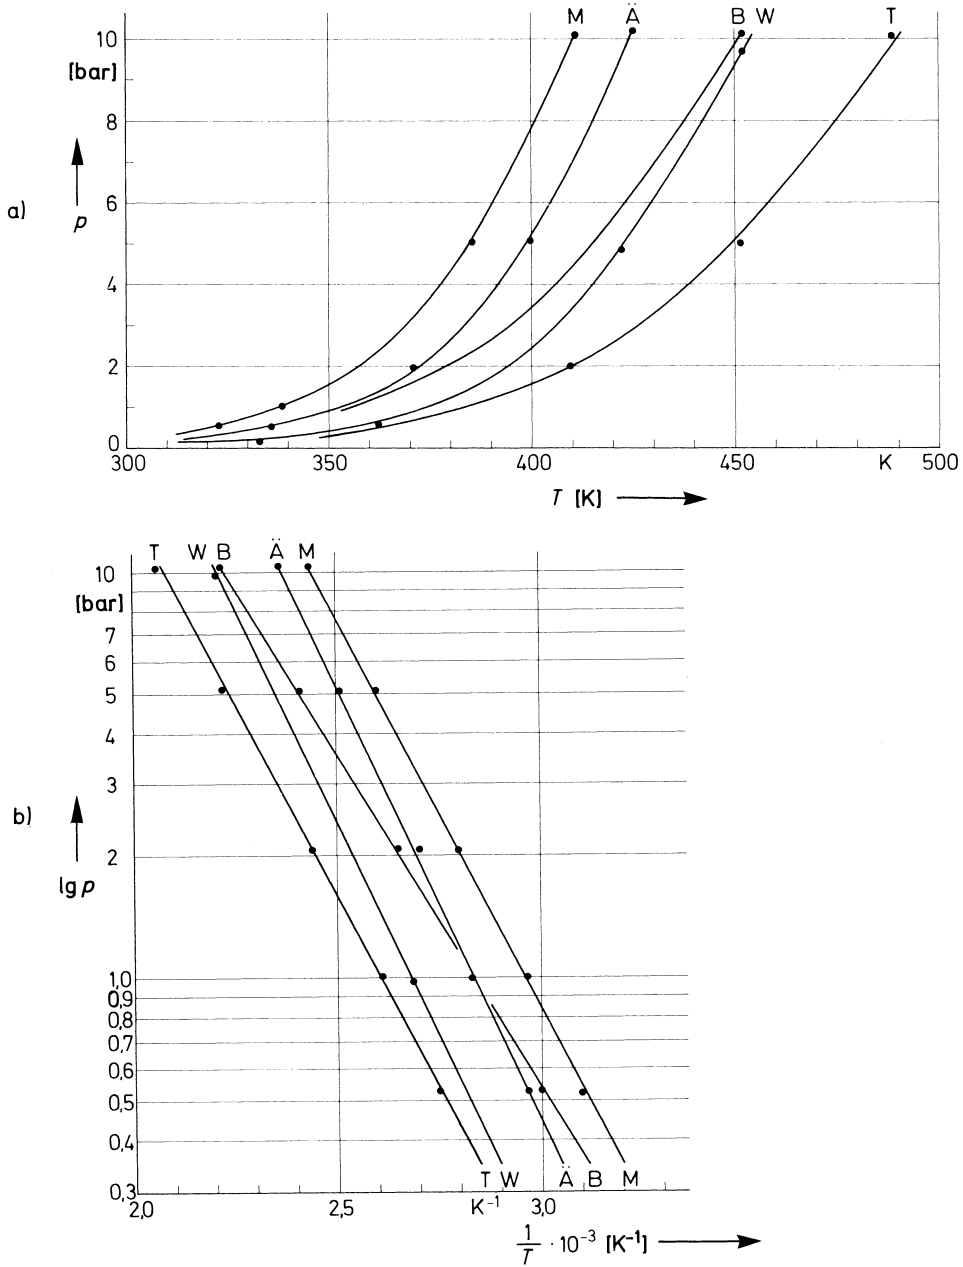 M Ä B W T
10
[bar]
8
6
a)
p
4
2
0
300 350 400 450 K 500
T [K]
T W B Ä M
10
[bar]
7
6
5
4
3
b)
2
lg p
1,0
0,9
0,8
0,7
0,6
0,5
0,4
T W Ä B M
0,3
2,0 2,5 K⁻¹ 3,0
1/T · 10⁻³ [K⁻¹]